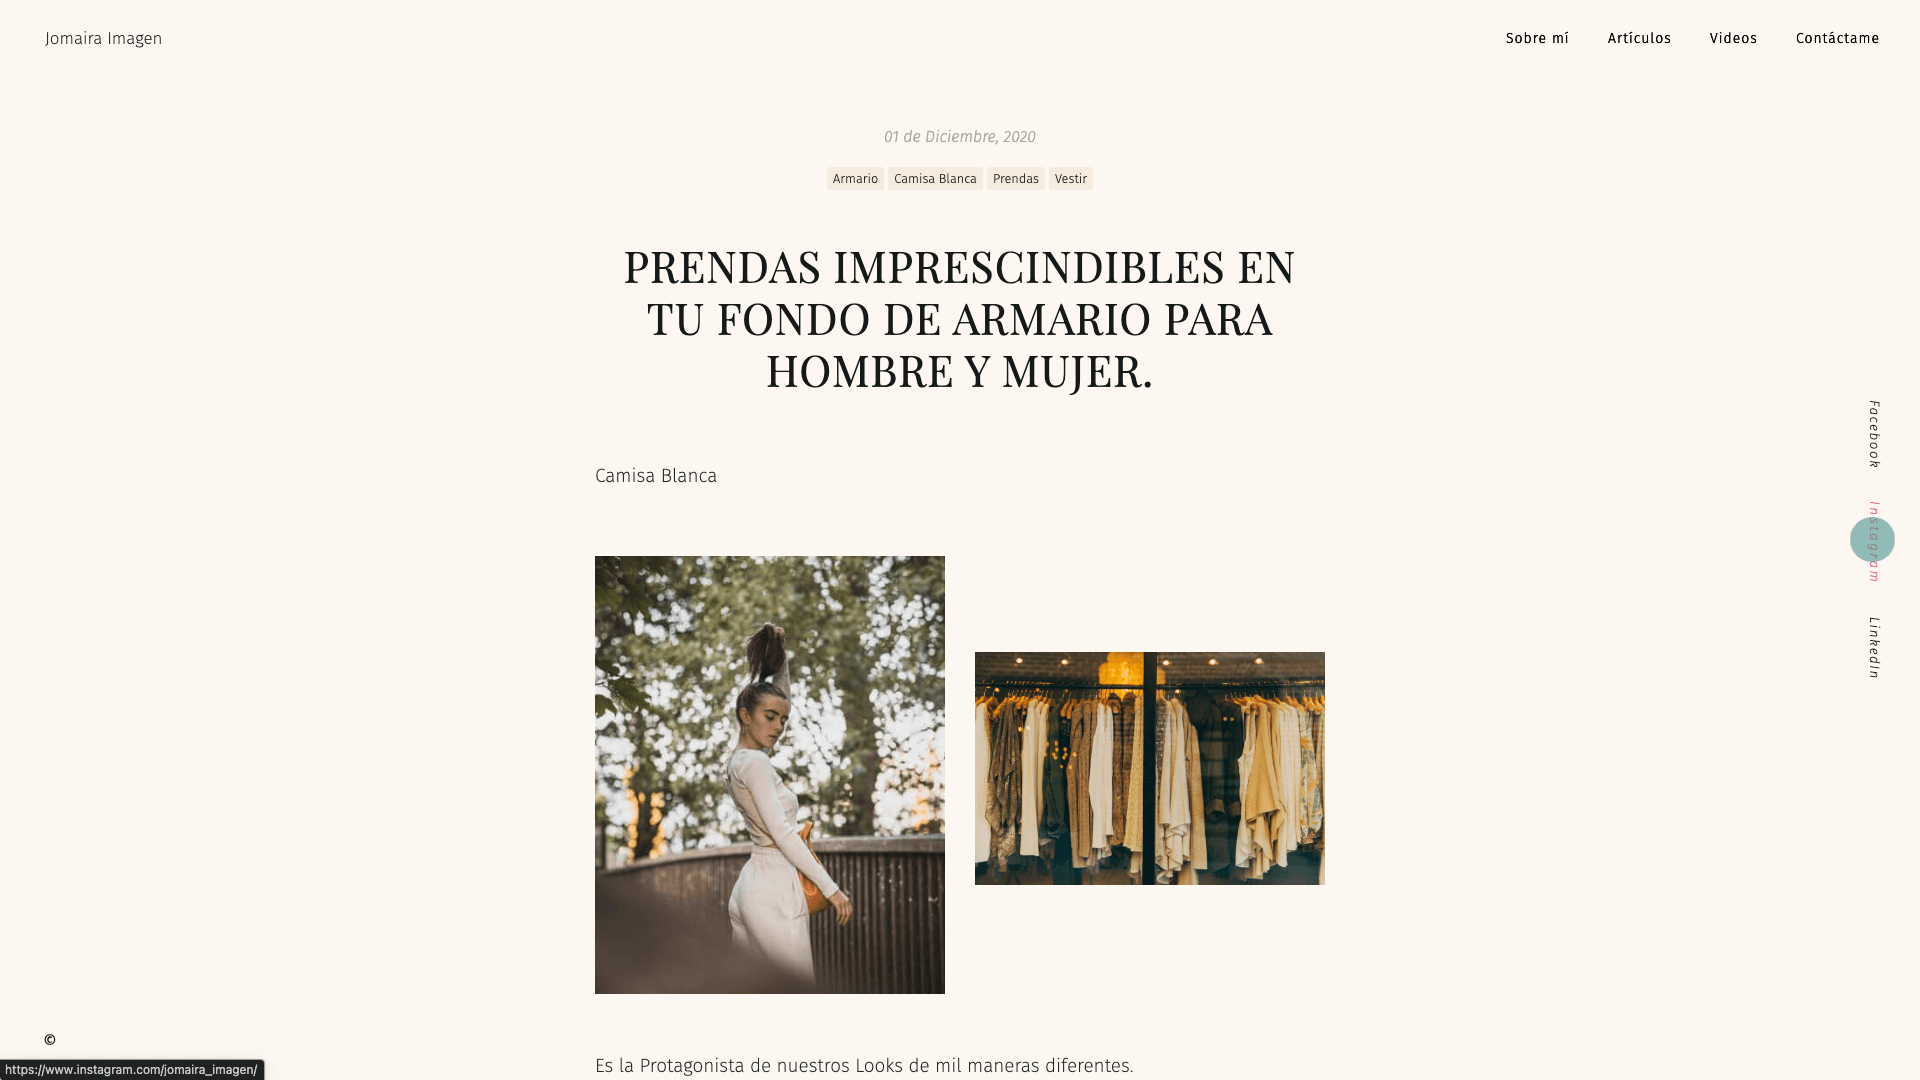 Jomaira Imagen
Sobre mí
Artículos
Videos
Contáctame
01 de Diciembre, 2020
Armario
Camisa Blanca
Prendas
Vestir
PRENDAS IMPRESCINDIBLES EN
TU FONDO DE ARMARIO PARA
HOMBRE Y MUJER.
Camisa Blanca
Facebook
Instagram
LinkedIn
Es la Protagonista de nuestros Looks de mil maneras diferentes.
©
https://www.instagram.com/jomaira_imagen/